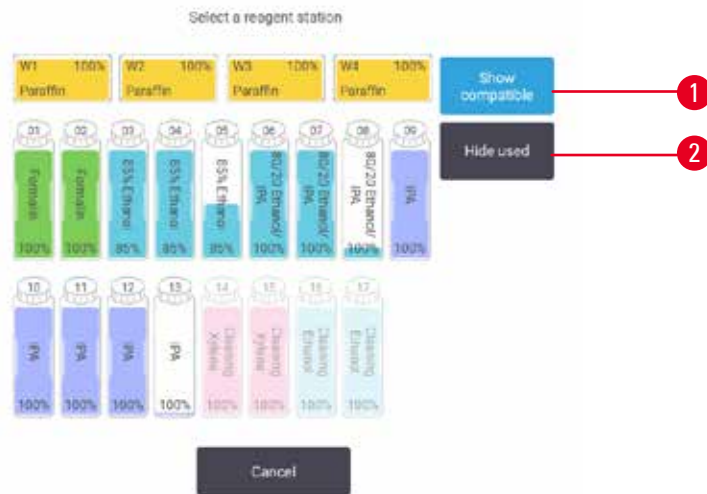 Select a reagent station
W1 100% W2 100% W3 100% W4 100%
Paraffin Paraffin Paraffin Paraffin
Show
compatible
1
Hide used
2
01 02 03 04 05 06 07 08 09
Formalin Formalin 85% Ethanol 85% Ethanol 85% Ethanol 80/20 Ethanol/ IPA 80/20 Ethanol/ IPA 80/20 Ethanol/ IPA IPA
100% 100% 85% 85% 85% 100% 100% 100% 100%
10 11 12 13 14 15 16 17
IPA IPA IPA IPA Cleaning Xylene Cleaning Xylene Cleaning Ethanol Cleaning Ethanol
100% 100% 100% 100% 100% 100% 100% 100%
Cancel